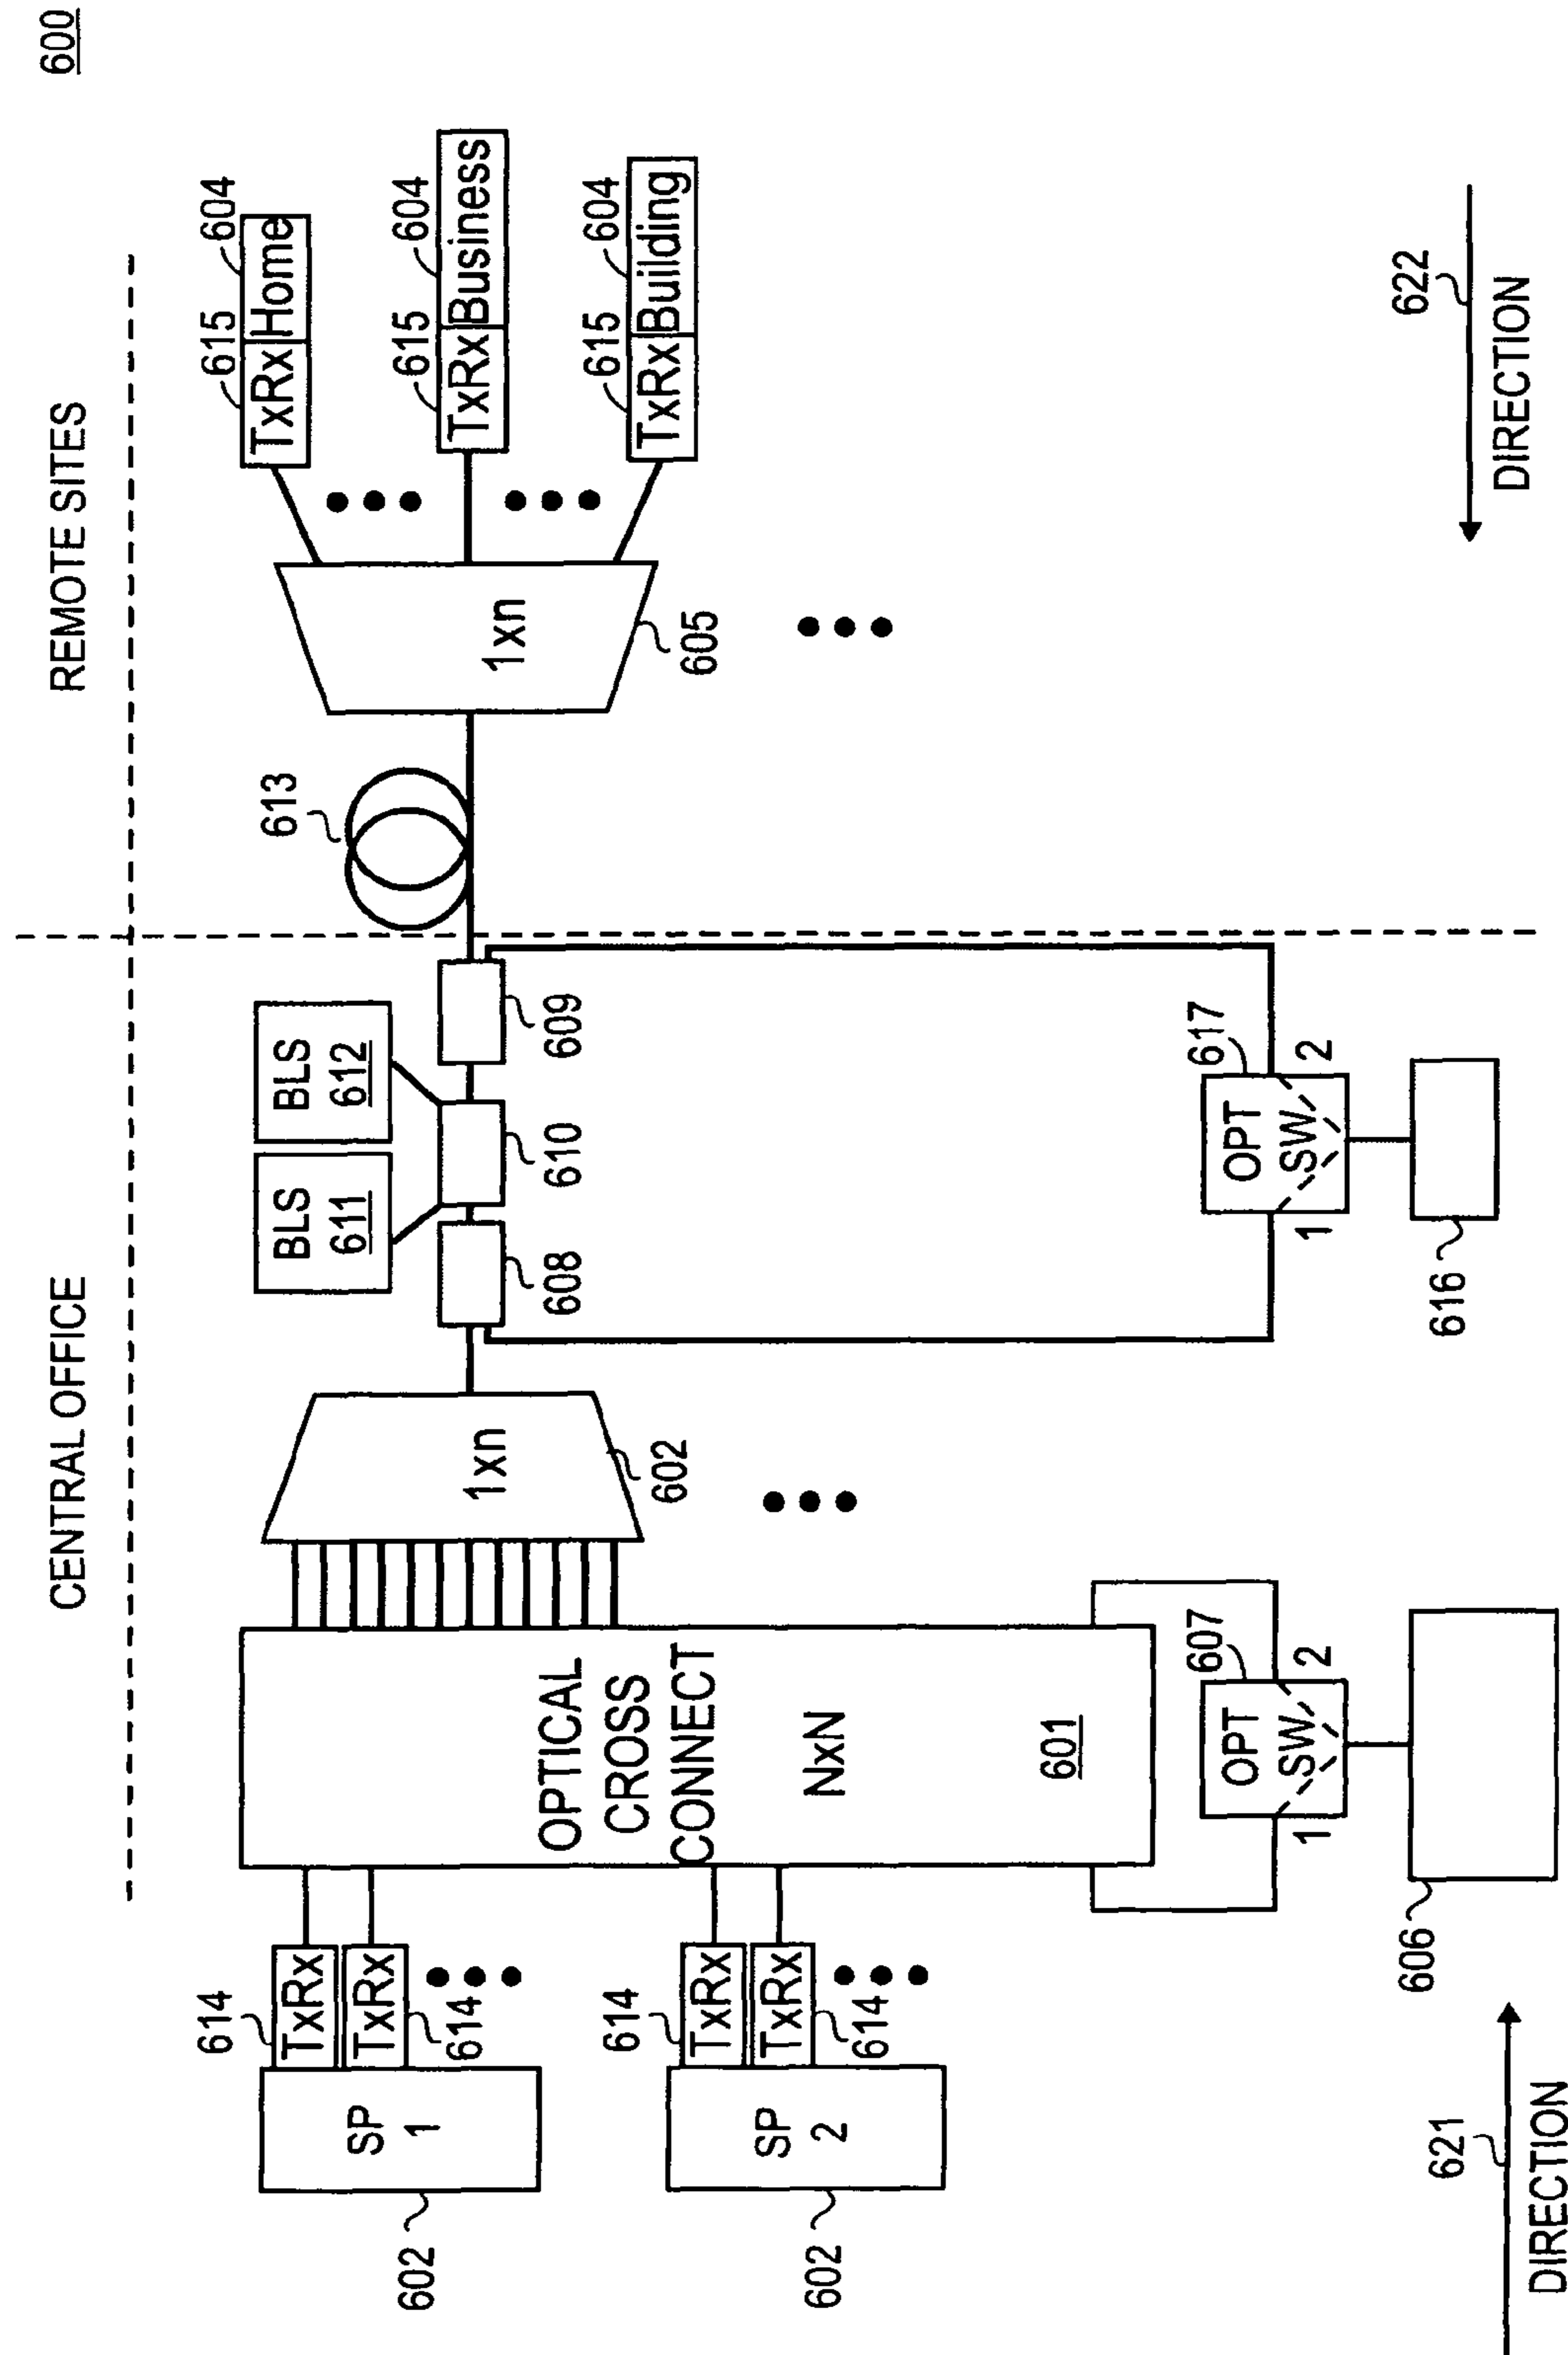 600
CENTRAL OFFICE
REMOTE SITES
614
TxRx
TxRx
614
SP
1
602
614
TxRx
TxRx
614
SP
2
602
OPTICAL
CROSS
CONNECT
NxN
601
1xn
602
BLS
611
BLS
612
608
610
609
613
1xn
605
615
604
TxRx
Home
615
604
TxRx
Business
615
604
TxRx
Building
607
OPT
SW
1
2
606
617
OPT
SW
1
2
616
621
DIRECTION
622
DIRECTION